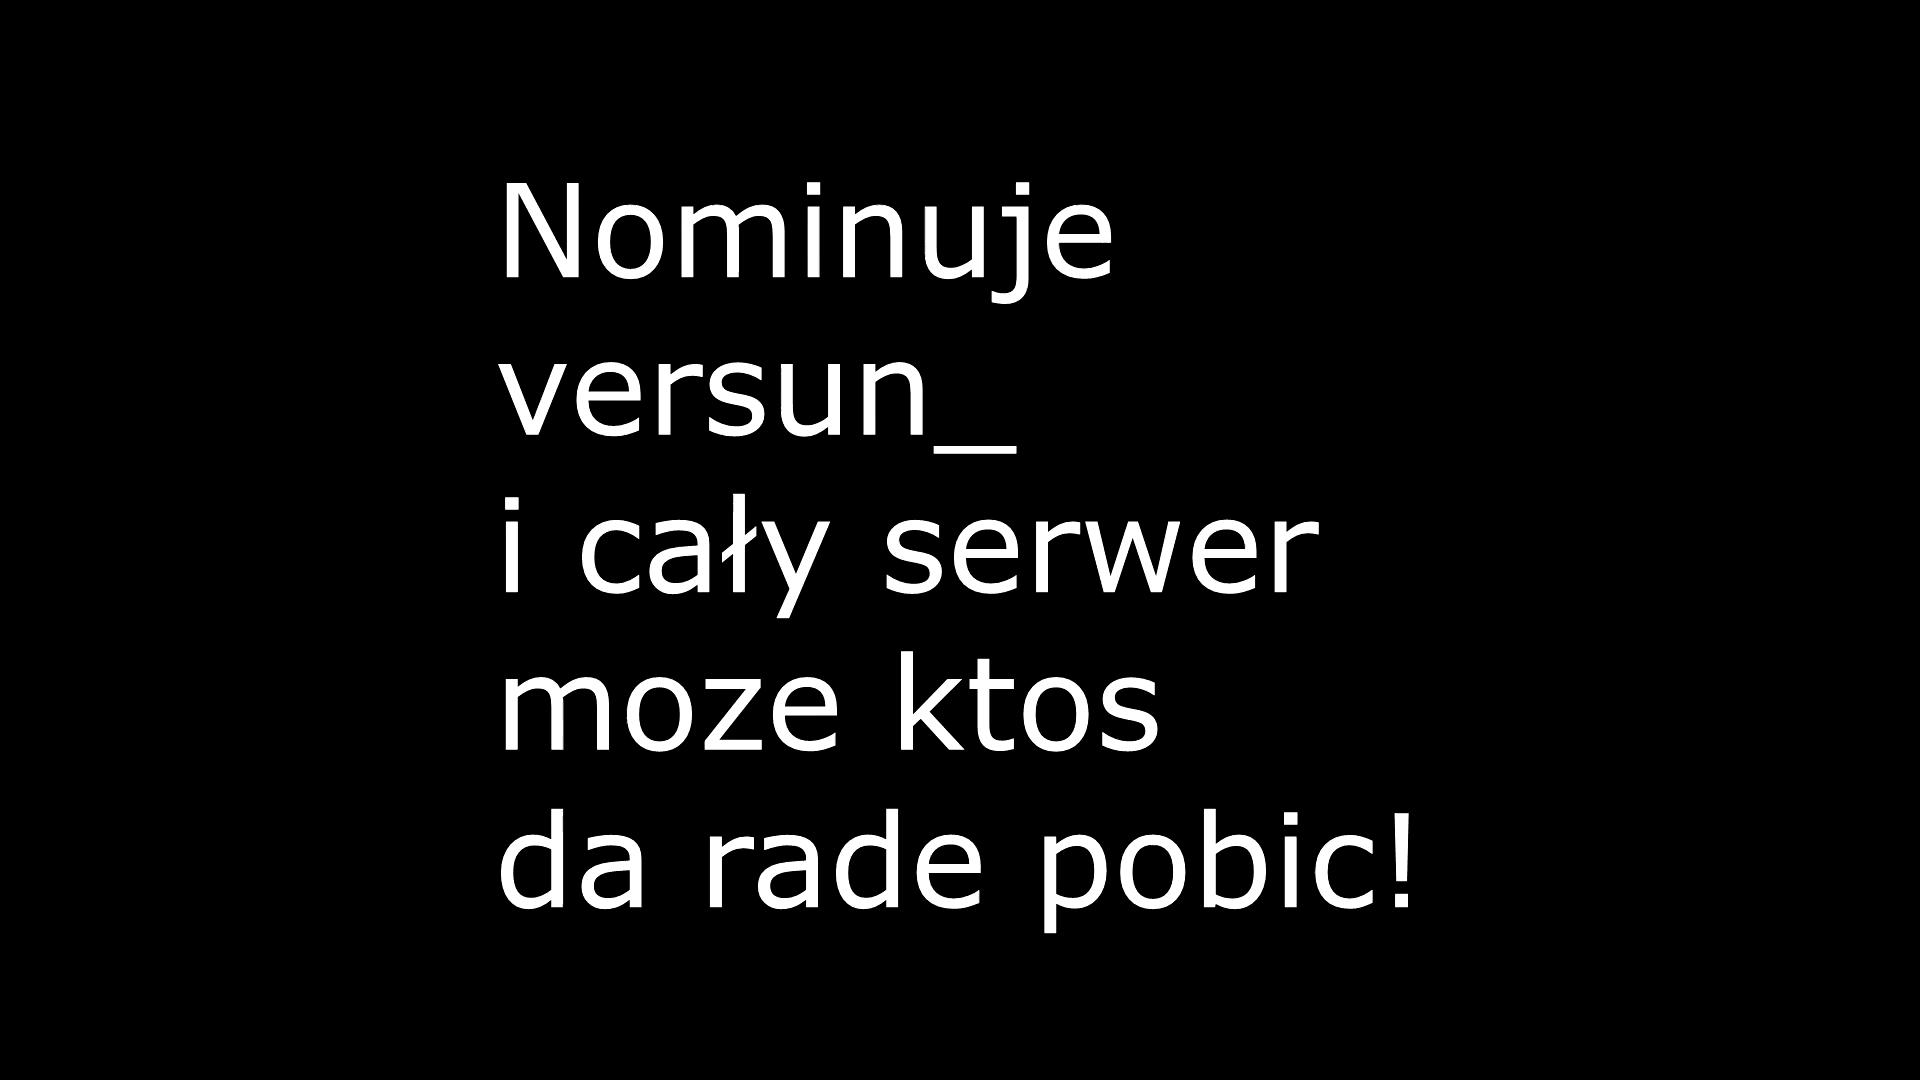 Nominuje
versun_
i cały serwer
moze ktos
da rade pobic!